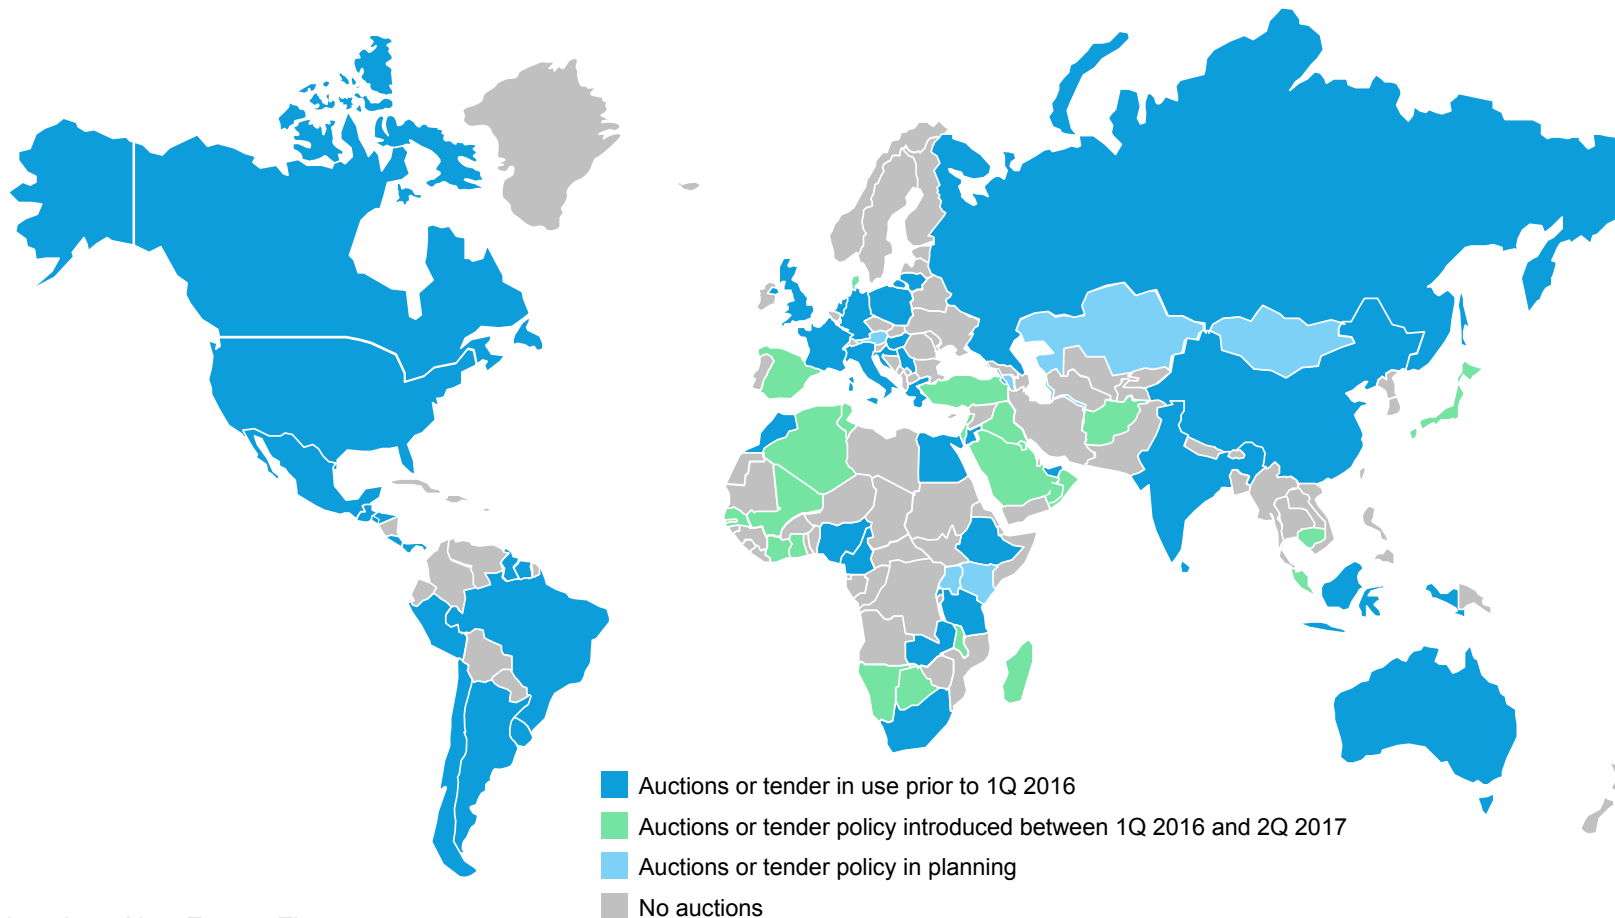 Auctions or tender in use prior to 1Q 2016
Auctions or tender policy introduced between 1Q 2016 and 2Q 2017
Auctions or tender policy in planning
No auctions